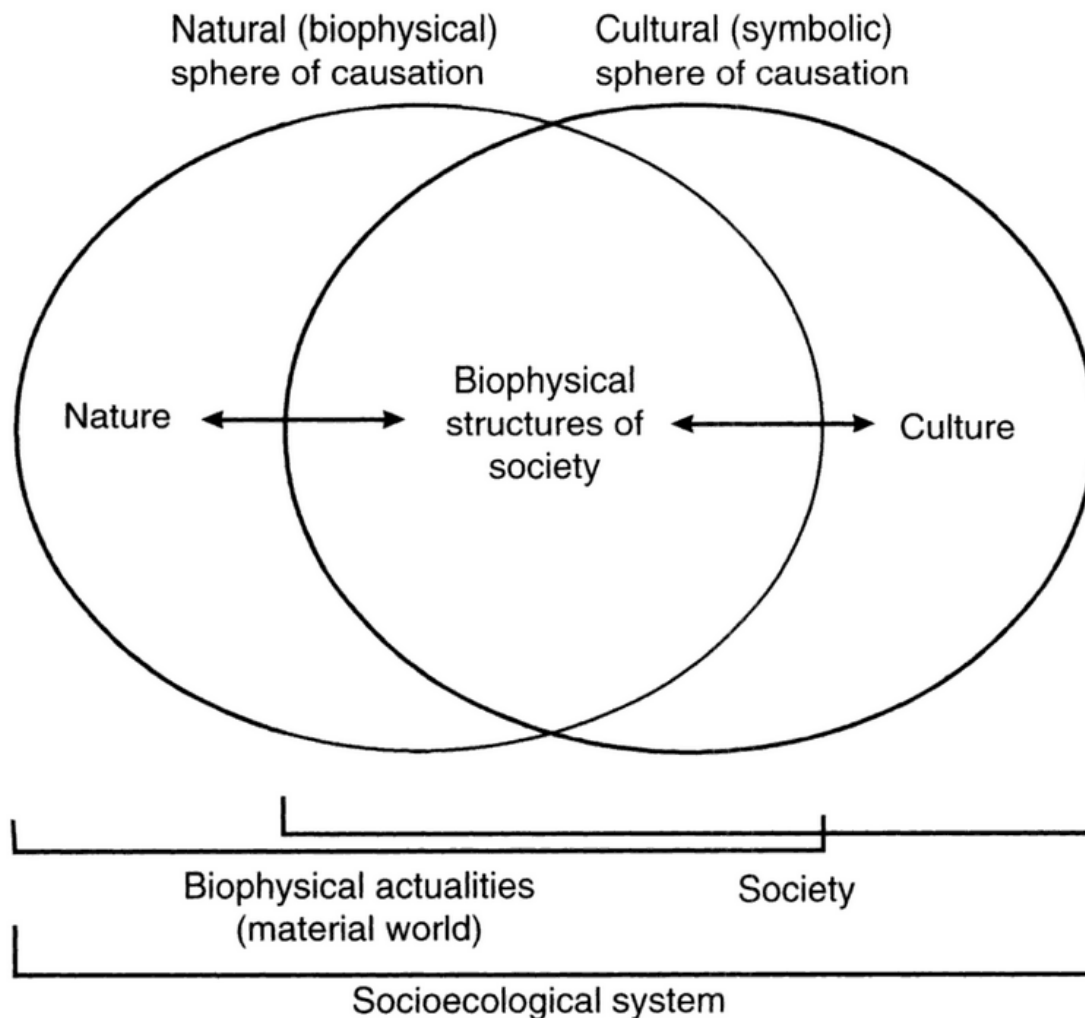 Natural (biophysical)
sphere of causation
Cultural (symbolic)
sphere of causation
Nature
Biophysical
structures of
society
Culture
Biophysical actualities
(material world)
Society
Socioecological system